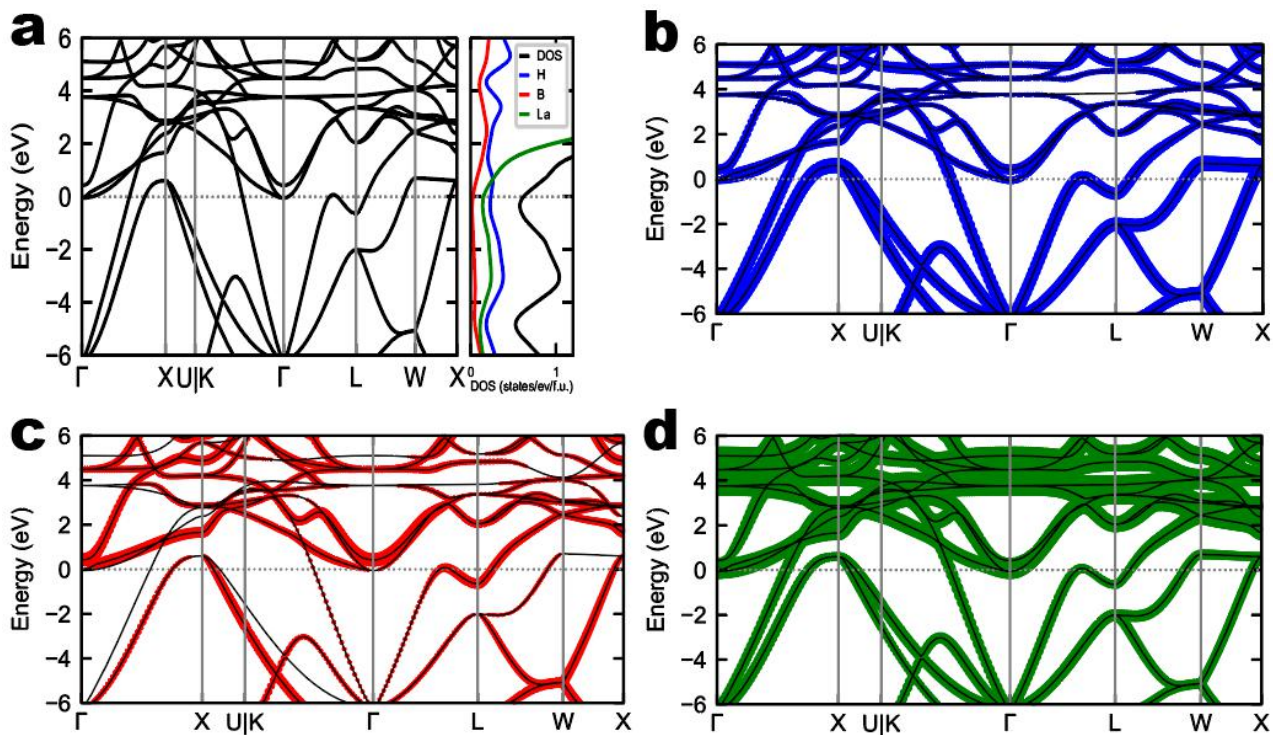 a
6
4
2
0
−2
−4
−6
Energy (eV)
Γ X U|K Γ L W X
DOS
H
B
La
0 1
DOS (states/ev/f.u.)
b
6
4
2
0
−2
−4
−6
Energy (eV)
Γ X U|K Γ L W X
c
6
4
2
0
−2
−4
−6
Energy (eV)
Γ X U|K Γ L W X
d
6
4
2
0
−2
−4
−6
Energy (eV)
Γ X U|K Γ L W X